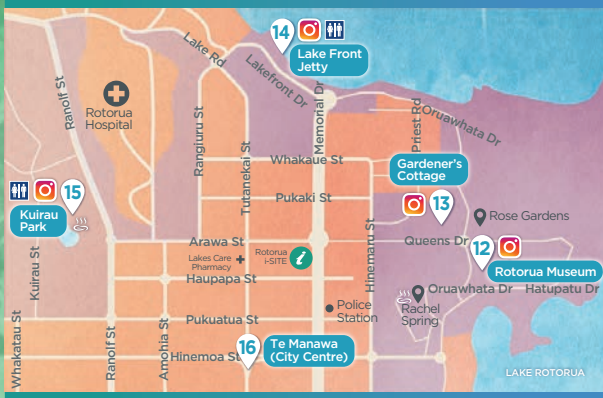 14
Lake Front
Jetty
Lake Rd
Lakefront Dr
Ranolf St
Rotorua
Hospital
Rangiuru St
Memorial Dr
Priest Rd
Oruawhata Dr
Whakaue St
Tutanekai St
Gardener's
Cottage
15
Kuirau
Park
Pukaki St
13
Rose Gardens
Hinemaru St
Arawa St
Queens Dr
12
Rotorua Museum
Lakes Care
Pharmacy
Rotorua
i-SITE
i
Kuirau St
Haupapa St
Oruawhata Dr
Hatupatu Dr
Rachel
Spring
Police
Station
Pukuatua St
Whakatau St
Ranolf St
Amohia St
Hinemoa St
16
Te Manawa
(City Centre)
LAKE ROTORUA